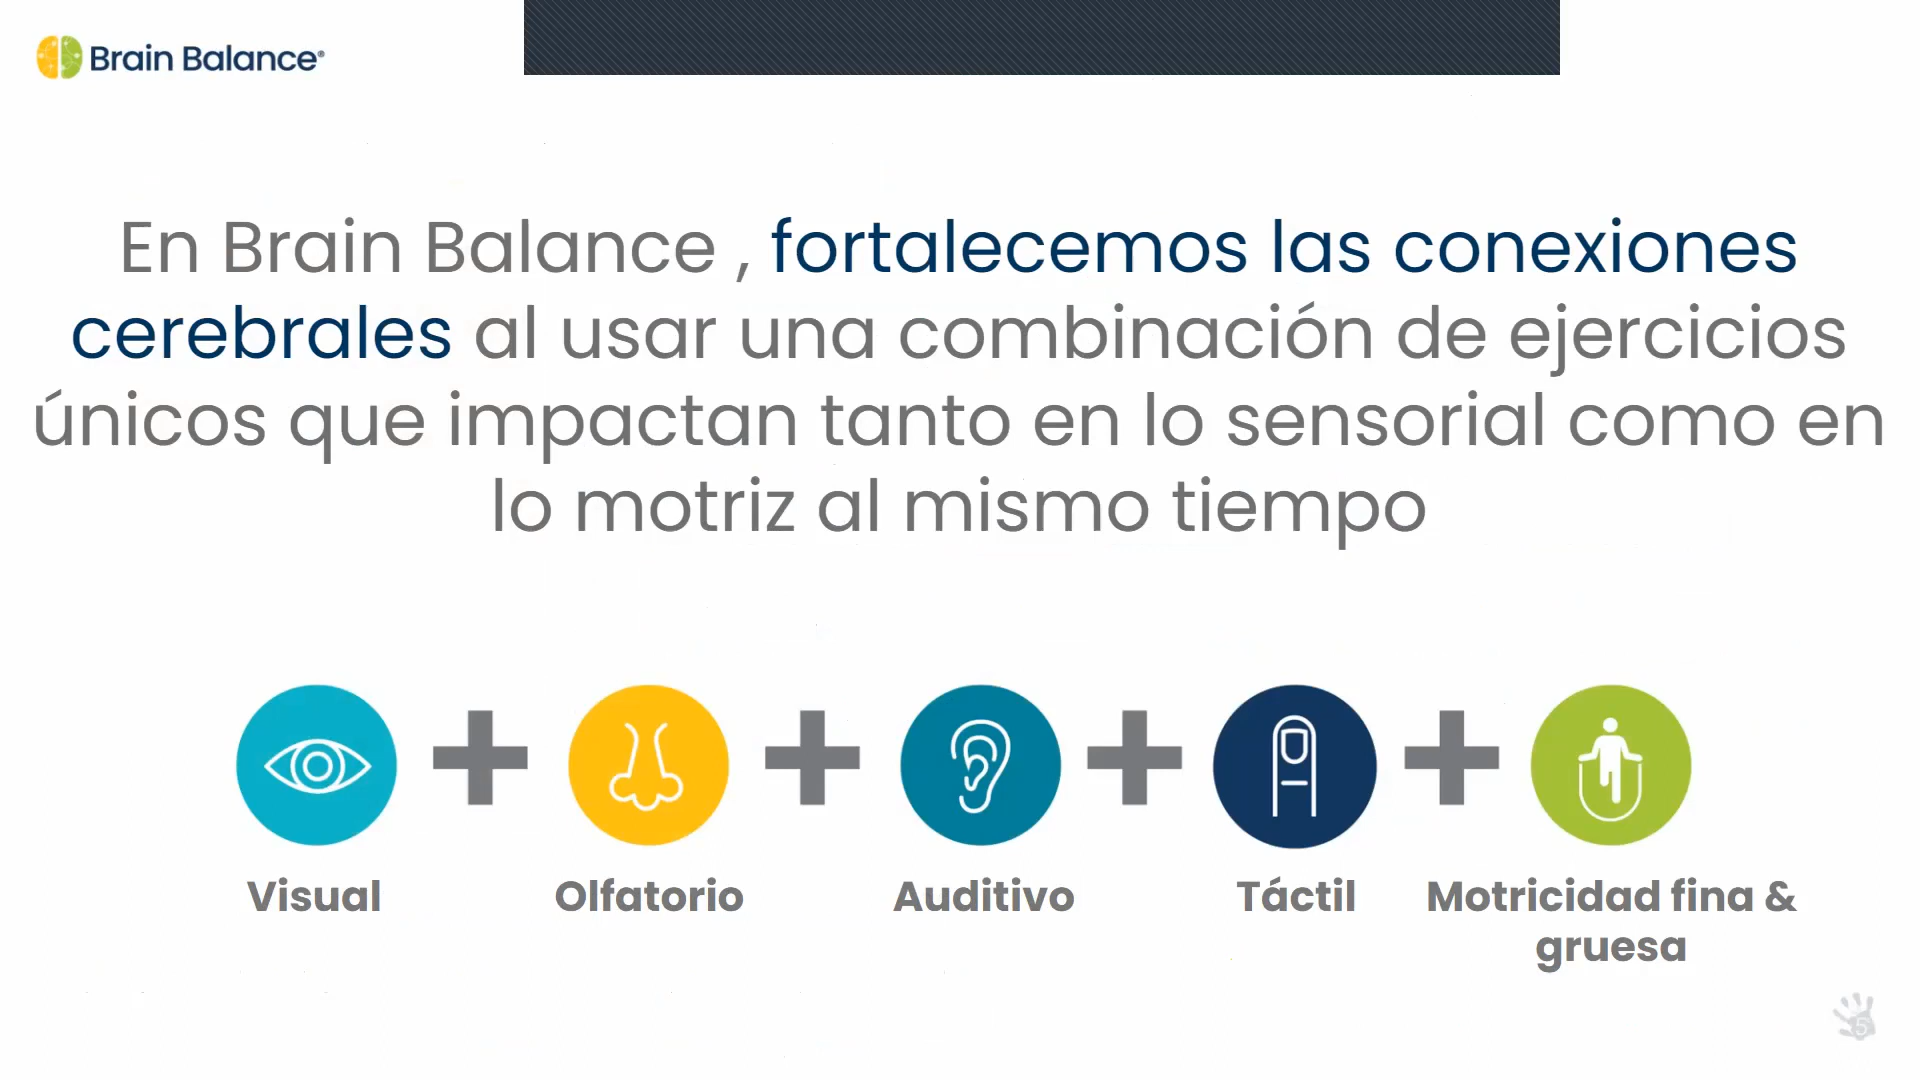 Brain Balance®
En Brain Balance , fortalecemos las conexiones
cerebrales al usar una combinación de ejercicios
únicos que impactan tanto en lo sensorial como en
lo motriz al mismo tiempo
Visual
Olfatorio
Auditivo
Táctil
Motricidad fina &
gruesa
5